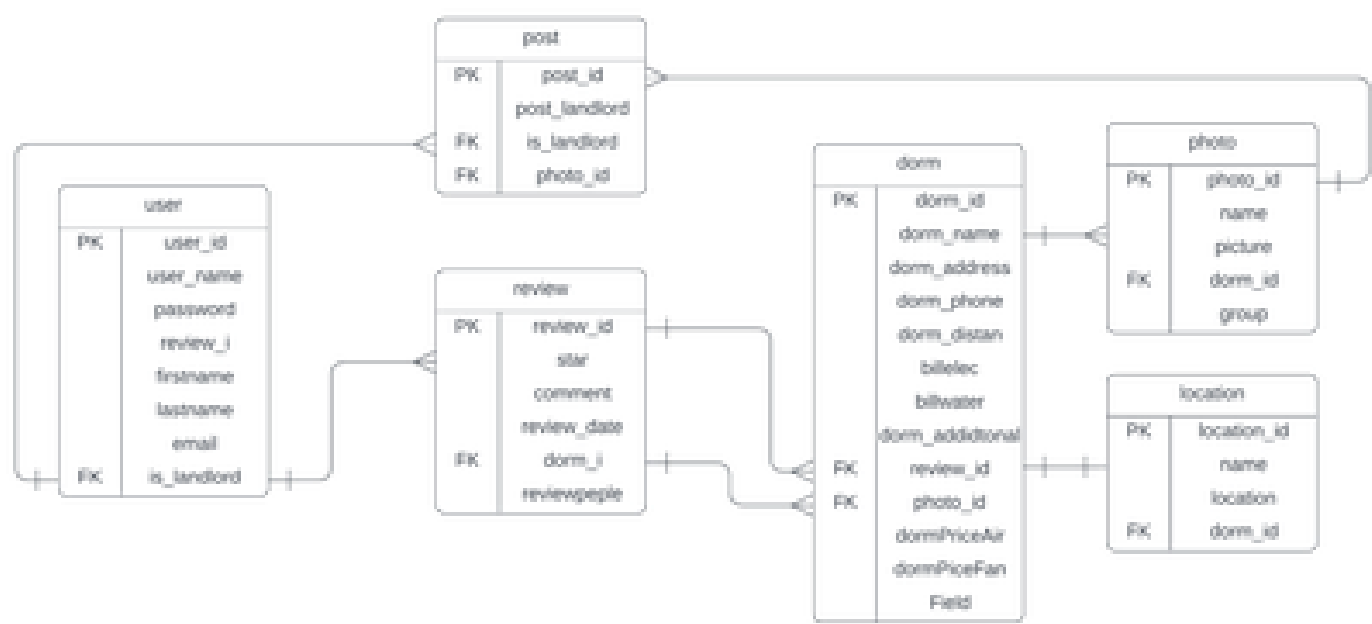 post
PK post_id
post_landlord
FK is_landlord
FK photo_id
user
PK user_id
user_name
password
review_i
firstname
lastname
email
FK is_landlord
review
PK review_id
star
comment
review_date
FK dorm_i
reviewpeple
dorm
PK dorm_id
dorm_name
dorm_address
dorm_phone
dorm_distan
billelec
billwater
dorm_addidtonal
FK review_id
FK photo_id
dormPriceAir
dormPiceFan
Field
photo
PK photo_id
name
picture
FK dorm_id
group
location
PK location_id
name
location
FK dorm_id